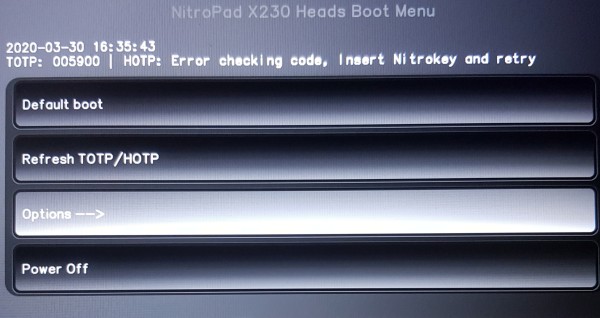 NitroPad X230 Heads Boot Menu
2020-03-30 16:35:43
TOTP: 005900 | HOTP: Error checking code, Insert Nitrokey and retry
Default boot
Refresh TOTP/HOTP
Options -->
Power Off